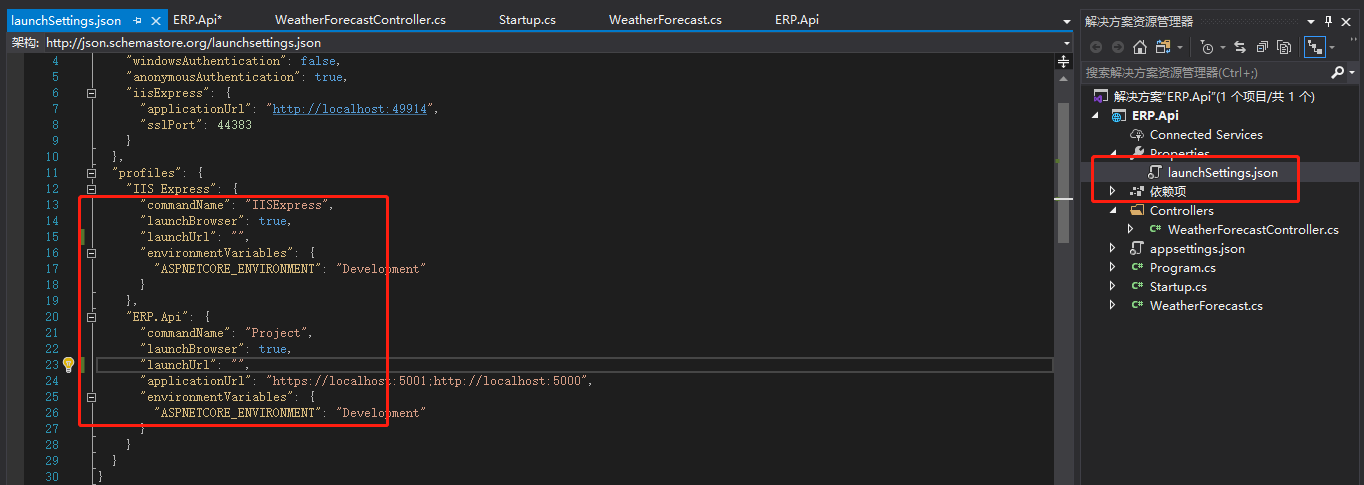 launchSettings.json
ERP.Api*
WeatherForecastController.cs
Startup.cs
WeatherForecast.cs
ERP.Api
架构: http://json.schemastore.org/launchsettings.json
4 "windowsAuthentication": false,
5 "anonymousAuthentication": true,
6 "iisExpress": {
7 "applicationUrl": "http://localhost:49914",
8 "sslPort": 44383
9 }
10 },
11 "profiles": {
12 "IIS Express": {
13 "commandName": "IISExpress",
14 "launchBrowser": true,
15 "launchUrl": "",
16 "environmentVariables": {
17 "ASPNETCORE_ENVIRONMENT": "Development"
18 }
19 },
20 "ERP.Api": {
21 "commandName": "Project",
22 "launchBrowser": true,
23 "launchUrl": "",
24 "applicationUrl": "https://localhost:5001;http://localhost:5000",
25 "environmentVariables": {
26 "ASPNETCORE_ENVIRONMENT": "Development"
27 }
28 }
29 }
30 }
解决方案资源管理器
搜索解决方案资源管理器(Ctrl+;)
解决方案"ERP.Api"(1 个项目/共 1 个)
ERP.Api
Connected Services
Properties
launchSettings.json
依赖项
Controllers
C# WeatherForecastController.cs
appsettings.json
C# Program.cs
C# Startup.cs
C# WeatherForecast.cs